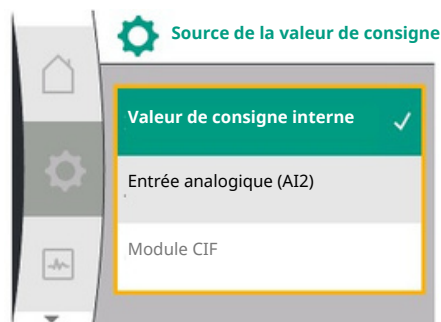 Source de la valeur de consigne
Valeur de consigne interne
Entrée analogique (AI2)
Module CIF